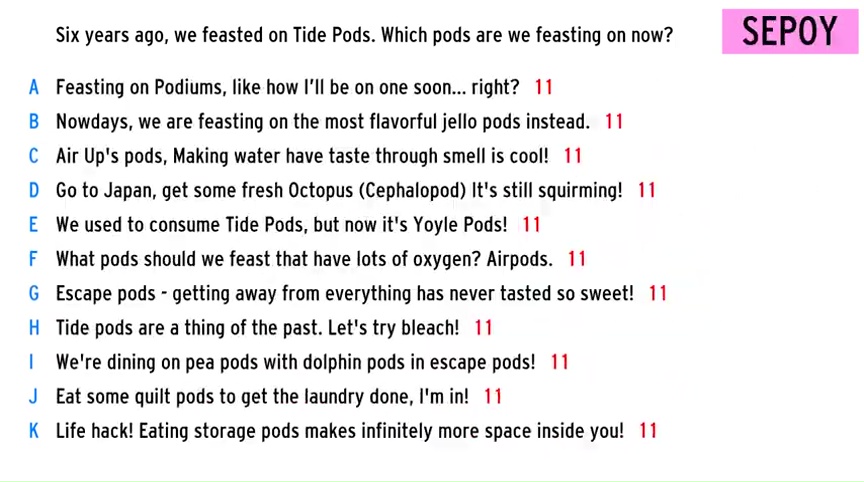 Six years ago, we feasted on Tide Pods. Which pods are we feasting on now?
SEPOY
A Feasting on Podiums, like how I'll be on one soon... right? 11
B Nowdays, we are feasting on the most flavorful jello pods instead. 11
C Air Up's pods, Making water have taste through smell is cool! 11
D Go to Japan, get some fresh Octopus (Cephalopod) It's still squirming! 11
E We used to consume Tide Pods, but now it's Yoyle Pods! 11
F What pods should we feast that have lots of oxygen? Airpods. 11
G Escape pods - getting away from everything has never tasted so sweet! 11
H Tide pods are a thing of the past. Let's try bleach! 11
I We're dining on pea pods with dolphin pods in escape pods! 11
J Eat some quilt pods to get the laundry done, I'm in! 11
K Life hack! Eating storage pods makes infinitely more space inside you! 11